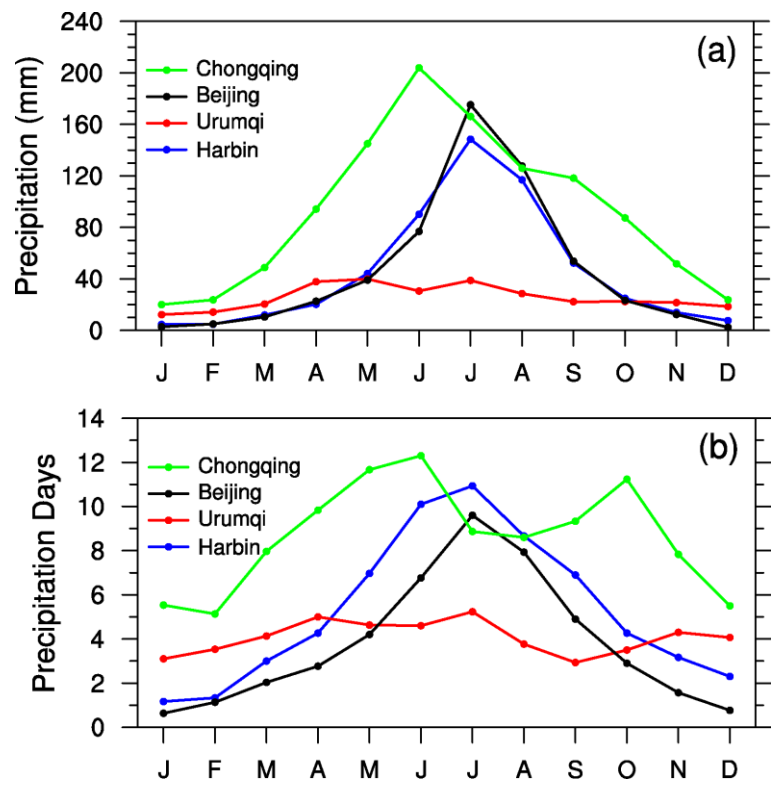 (a)
Precipitation (mm)
240
200
160
120
80
40
0
Chongqing
Beijing
Urumqi
Harbin
J F M A M J J A S O N D
(b)
Precipitation Days
14
12
10
8
6
4
2
0
Chongqing
Beijing
Urumqi
Harbin
J F M A M J J A S O N D